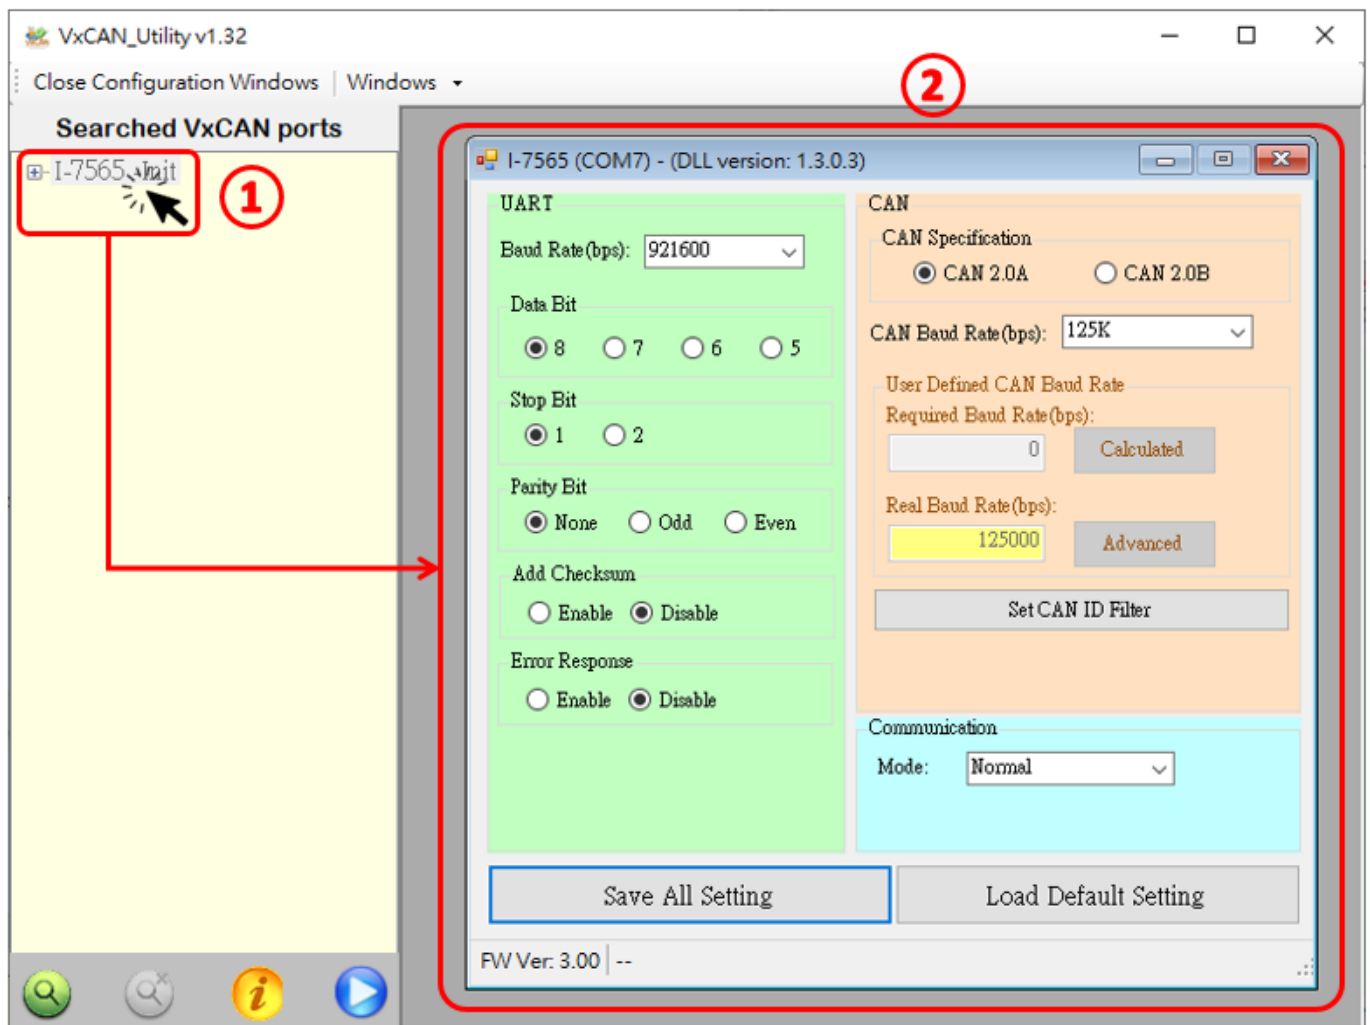 VxCAN_Utility v1.32
Close Configuration Windows Windows
Searched VxCAN ports
I-7565 Init
1
2
I-7565 (COM7) - (DLL version: 1.3.0.3)
UART
Baud Rate(bps): 921600
Data Bit
8 7 6 5
Stop Bit
1 2
Parity Bit
None Odd Even
Add Checksum
Enable Disable
Error Response
Enable Disable
CAN
CAN Specification
CAN 2.0A CAN 2.0B
CAN Baud Rate(bps): 125K
User Defined CAN Baud Rate
Required Baud Rate(bps):
0 Calculated
Real Baud Rate(bps):
125000 Advanced
Set CAN ID Filter
Communication
Mode: Normal
Save All Setting Load Default Setting
FW Ver: 3.00 --